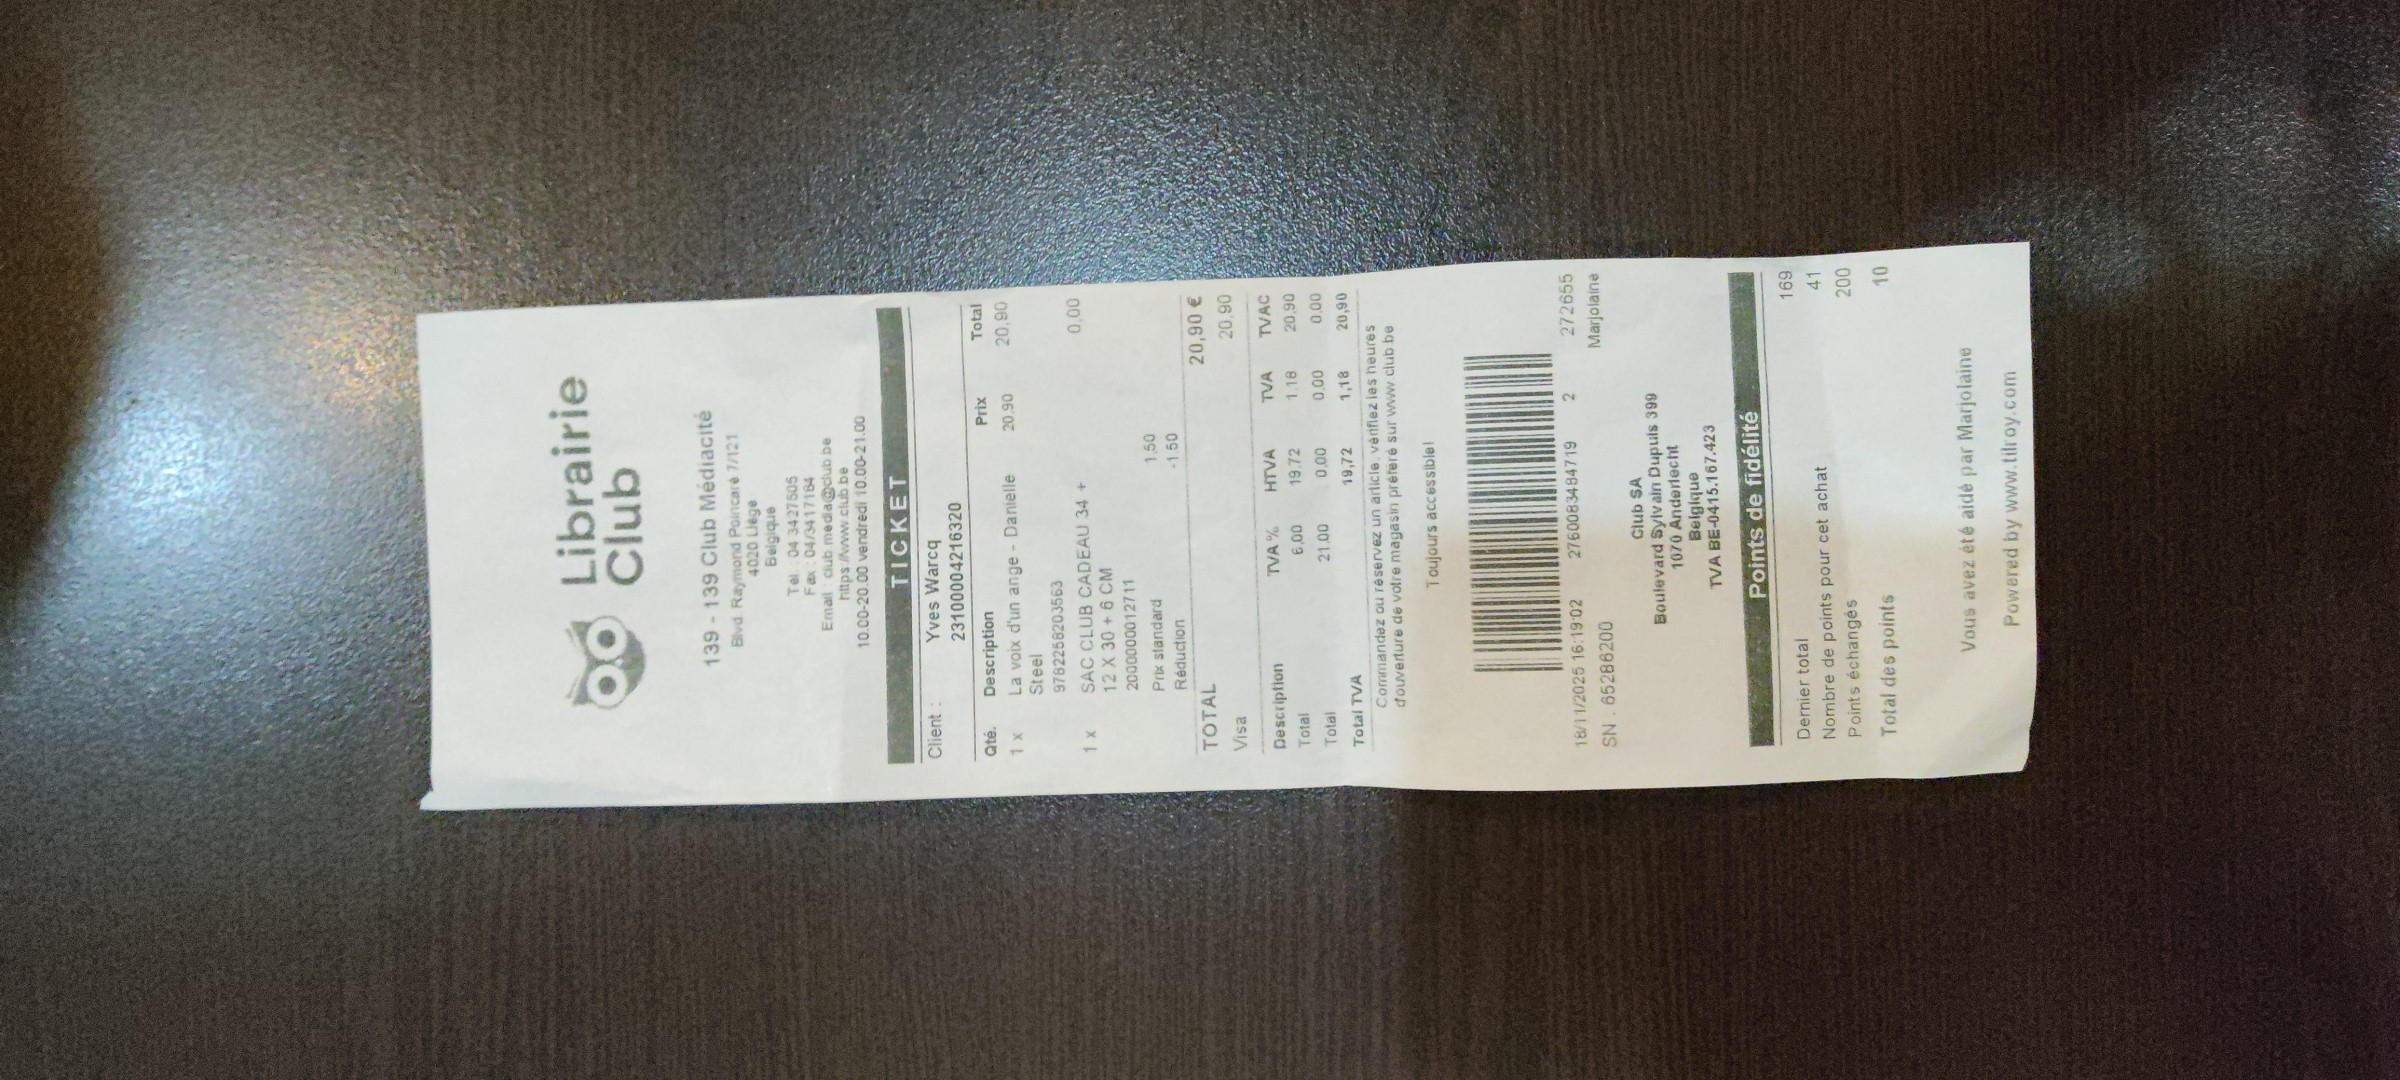 Librairie
Club
139 - 139 Club Médiacité
Blvd. Raymond Poincaré 7/121
4020 Liège
Belgique
Tel. : 04 3427505
Fax : 04/3417184
Email : club.media@club.be
https://www.club.be
10.00-20.00 vendredi 10.00-21.00
TICKET
Client : Yves Warcq
23100004216320
Qté. Description Prix Total
1 x La voix d'un ange - Danielle 20,90 20,90
Steel
9782258203563
1 x SAC CLUB CADEAU 34 + 0,00
12 X 30 + 6 CM
2000000012711
Prix standard 1,50
Réduction -1,50
TOTAL 20,90 €
Visa 20,90
Description TVA % HTVA TVA TVAC
Total 6,00 19,72 1,18 20,90
Total 21,00 0,00 0,00 0,00
Total TVA 19,72 1,18 20,90
Commandez ou réservez un article, vérifiez les heures
d'ouverture de votre magasin préféré sur www.club.be
Toujours accessible!
18/11/2025 16:19:02 2760083484719 2 272655
SN : 65286200 Marjolaine
Club SA
Boulevard Sylvain Dupuis 399
1070 Anderlecht
Belgique
TVA BE-0415.167.423
Points de fidélité
Dernier total 169
Nombre de points pour cet achat 41
Points échangés 200
Total des points 10
Vous avez été aidé par Marjolaine
Powered by www.tilroy.com